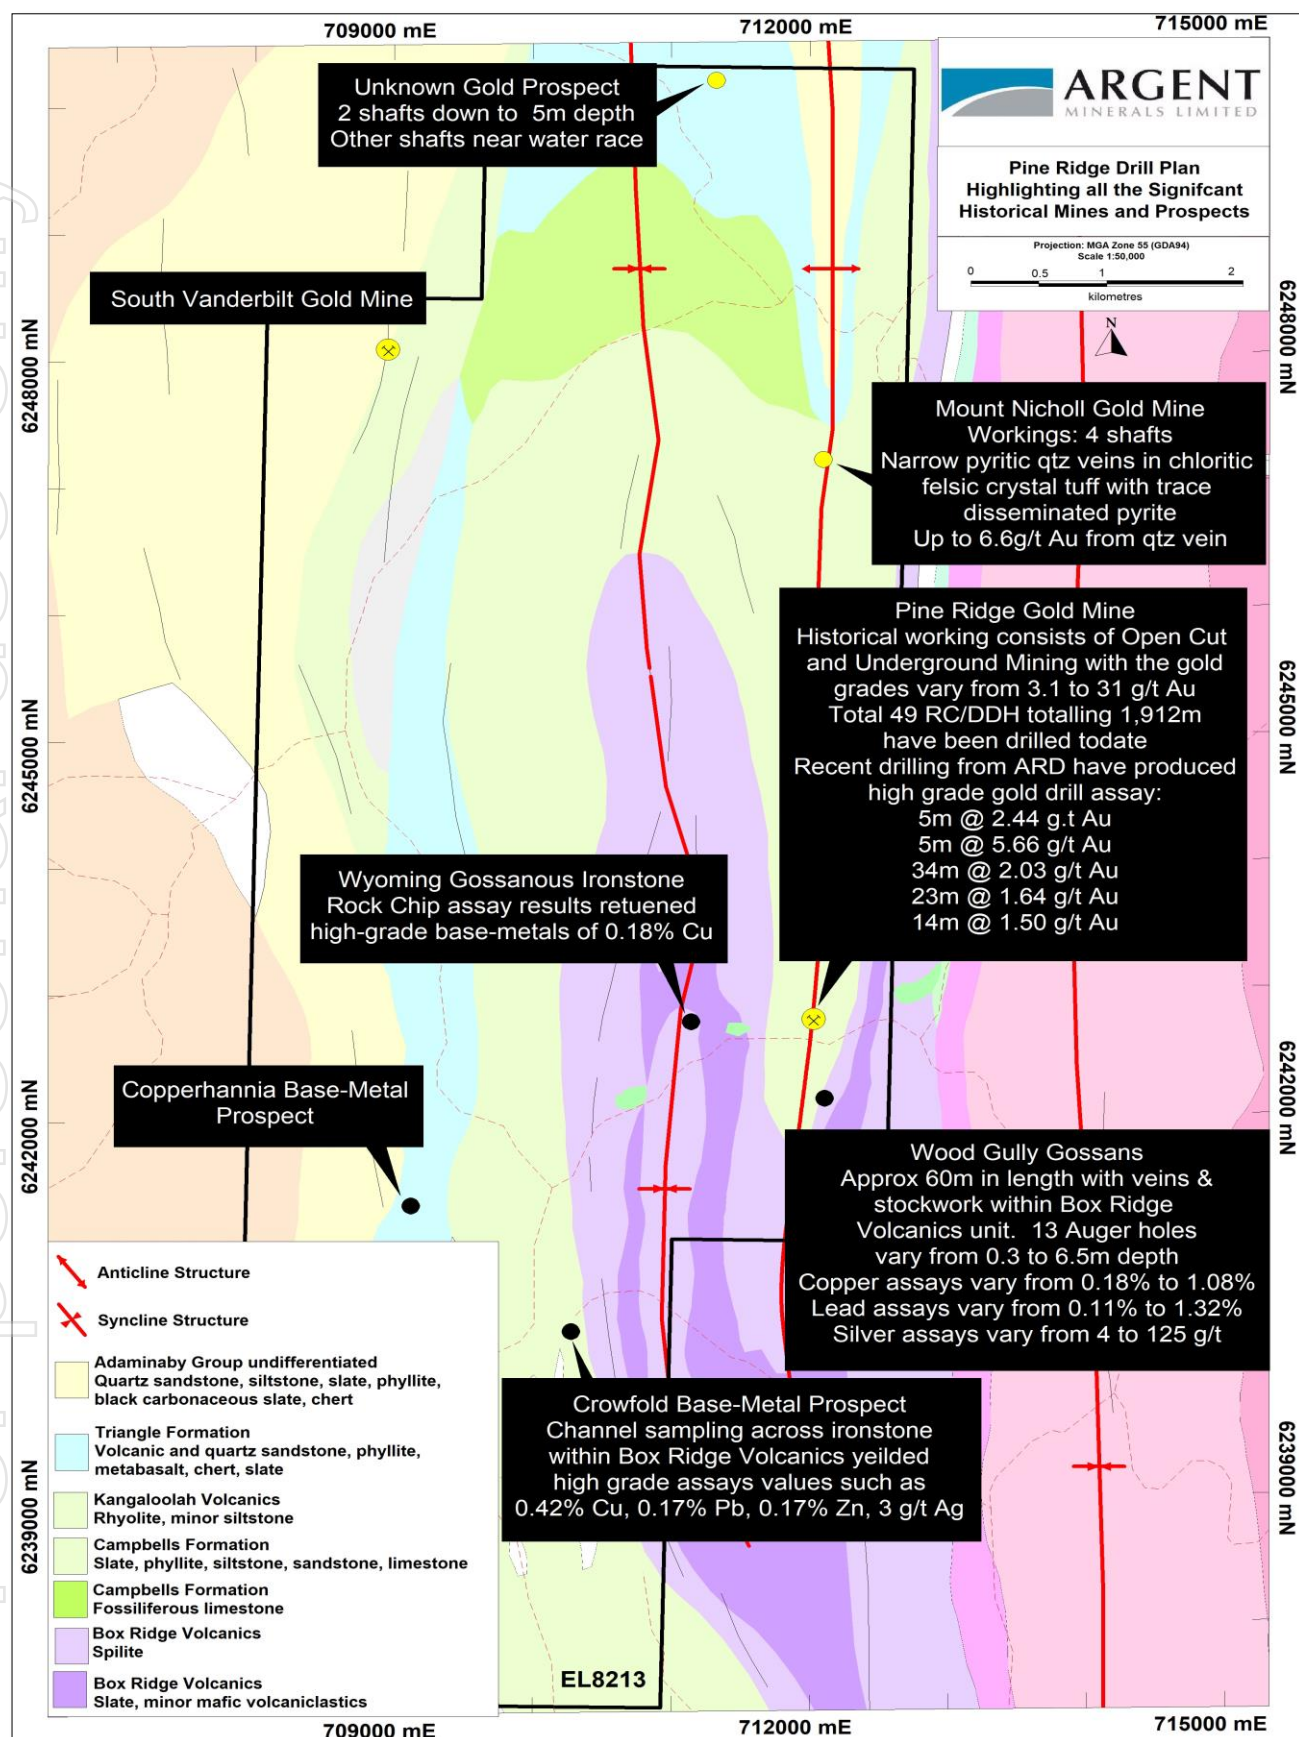 709000 mE
712000 mE
715000 mE
ARGENT
MINERALS LIMITED
Pine Ridge Drill Plan
Highlighting all the Signifcant
Historical Mines and Prospects
Projection: MGA Zone 55 (GDA94)
Scale 1:50,000
0 0.5 1 2
kilometres
N
Unknown Gold Prospect
2 shafts down to 5m depth
Other shafts near water race
South Vanderbilt Gold Mine
6248000 mN
6248000 mN
Mount Nicholl Gold Mine
Workings: 4 shafts
Narrow pyritic qtz veins in chloritic
felsic crystal tuff with trace
disseminated pyrite
Up to 6.6g/t Au from qtz vein
Pine Ridge Gold Mine
Historical working consists of Open Cut
and Underground Mining with the gold
grades vary from 3.1 to 31 g/t Au
Total 49 RC/DDH totalling 1,912m
have been drilled todate
Recent drilling from ARD have produced
high grade gold drill assay:
5m @ 2.44 g.t Au
5m @ 5.66 g/t Au
34m @ 2.03 g/t Au
23m @ 1.64 g/t Au
14m @ 1.50 g/t Au
6245000 mN
6245000 mN
Wyoming Gossanous Ironstone
Rock Chip assay results retuened
high-grade base-metals of 0.18% Cu
Copperhannia Base-Metal
Prospect
6242000 mN
6242000 mN
Wood Gully Gossans
Approx 60m in length with veins &
stockwork within Box Ridge
Volcanics unit. 13 Auger holes
vary from 0.3 to 6.5m depth
Copper assays vary from 0.18% to 1.08%
Lead assays vary from 0.11% to 1.32%
Silver assays vary from 4 to 125 g/t
Crowfold Base-Metal Prospect
Channel sampling across ironstone
within Box Ridge Volcanics yeilded
high grade assays values such as
0.42% Cu, 0.17% Pb, 0.17% Zn, 3 g/t Ag
6239000 mN
6239000 mN
Anticline Structure
Syncline Structure
Adaminaby Group undifferentiated
Quartz sandstone, siltstone, slate, phyllite,
black carbonaceous slate, chert
Triangle Formation
Volcanic and quartz sandstone, phyllite,
metabasalt, chert, slate
Kangaloolah Volcanics
Rhyolite, minor siltstone
Campbells Formation
Slate, phyllite, siltstone, sandstone, limestone
Campbells Formation
Fossiliferous limestone
Box Ridge Volcanics
Spilite
Box Ridge Volcanics
Slate, minor mafic volcaniclastics
EL8213
709000 mE
712000 mE
715000 mE